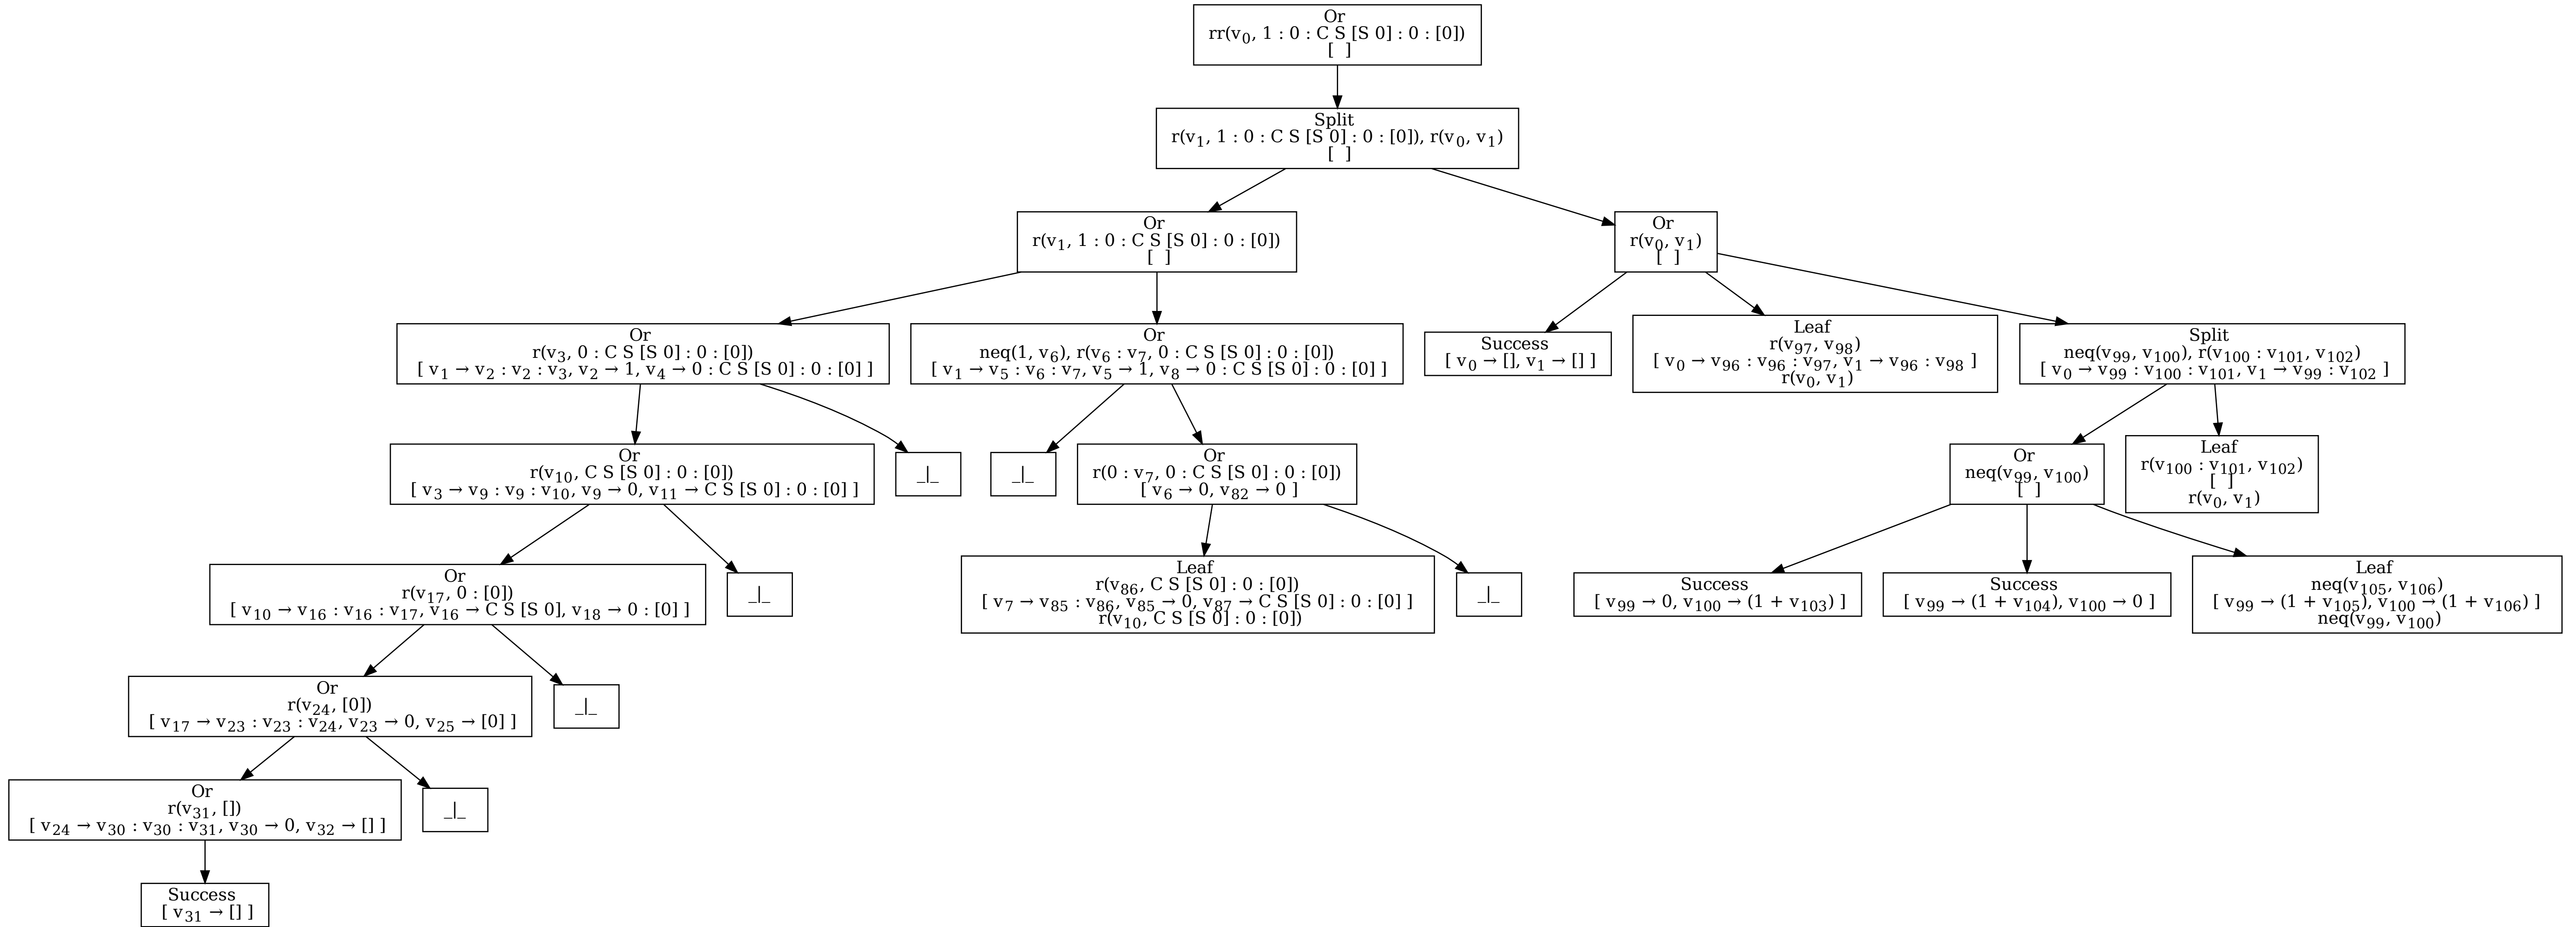 Or
rr(v0, 1 : 0 : C S [S 0] : 0 : [0])
[ ]
Split
r(v1, 1 : 0 : C S [S 0] : 0 : [0]), r(v0, v1)
[ ]
Or
r(v1, 1 : 0 : C S [S 0] : 0 : [0])
[ ]
Or
r(v0, v1)
[ ]
Or
r(v3, 0 : C S [S 0] : 0 : [0])
[ v1 → v2 : v2 : v3, v2 → 1, v4 → 0 : C S [S 0] : 0 : [0] ]
Or
neq(1, v6), r(v6 : v7, 0 : C S [S 0] : 0 : [0])
[ v1 → v5 : v6 : v7, v5 → 1, v8 → 0 : C S [S 0] : 0 : [0] ]
Success
[ v0 → [], v1 → [] ]
Leaf
r(v97, v98)
[ v0 → v96 : v96 : v97, v1 → v96 : v98 ]
r(v0, v1)
Split
neq(v99, v100), r(v100 : v101, v102)
[ v0 → v99 : v100 : v101, v1 → v99 : v102 ]
Or
r(v10, C S [S 0] : 0 : [0])
[ v3 → v9 : v9 : v10, v9 → 0, v11 → C S [S 0] : 0 : [0] ]
_|_
_|_
Or
r(0 : v7, 0 : C S [S 0] : 0 : [0])
[ v6 → 0, v82 → 0 ]
Or
neq(v99, v100)
[ ]
Leaf
r(v100 : v101, v102)
[ ]
r(v0, v1)
Or
r(v17, 0 : [0])
[ v10 → v16 : v16 : v17, v16 → C S [S 0], v18 → 0 : [0] ]
_|_
Leaf
r(v86, C S [S 0] : 0 : [0])
[ v7 → v85 : v86, v85 → 0, v87 → C S [S 0] : 0 : [0] ]
r(v10, C S [S 0] : 0 : [0])
_|_
Success
[ v99 → 0, v100 → (1 + v103) ]
Success
[ v99 → (1 + v104), v100 → 0 ]
Leaf
neq(v105, v106)
[ v99 → (1 + v105), v100 → (1 + v106) ]
neq(v99, v100)
Or
r(v24, [0])
[ v17 → v23 : v23 : v24, v23 → 0, v25 → [0] ]
_|_
Or
r(v31, [])
[ v24 → v30 : v30 : v31, v30 → 0, v32 → [] ]
_|_
Success
[ v31 → [] ]